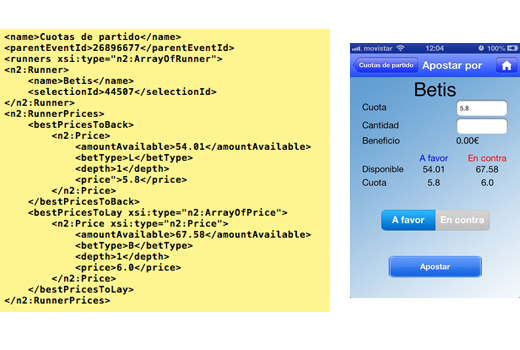 <name>Cuotas de partido</name>
<parentEventId>26896677</parentEventId>
<runners xsi:type="n2:ArrayOfRunner">
<n2:Runner>
<name>Betis</name>
<selectionId>44507</selectionId>
</n2:Runner>
<n2:RunnerPrices>
<bestPricesToBack>
<n2:Price>
<amountAvailable>54.01</amountAvailable>
<betType>L</betType>
<depth>1</depth>
<price">5.8</price>
</n2:Price>
</bestPricesToBack>
<bestPricesToLay xsi:type="n2:ArrayOfPrice">
<n2:Price xsi:type="n2:Price">
<amountAvailable>67.58</amountAvailable>
<betType>B</betType>
<depth>1</depth>
<price>6.0</price>
</n2:Price>
</bestPricesToLay>
</n2:RunnerPrices>
movistar 12:04 100%
Cuotas de partido Apostar por
Betis
Cuota 5.8
Cantidad
Beneficio 0.00€
A favor En contra
Disponible 54.01 67.58
Cuota 5.8 6.0
A favor En contra
Apostar